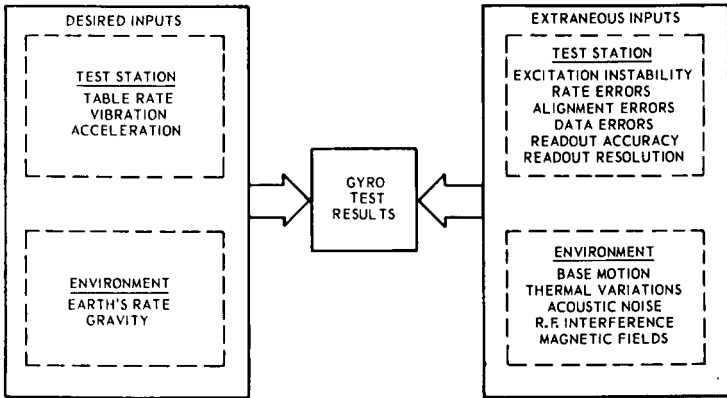 DESIRED INPUTS
TEST STATION
TABLE RATE
VIBRATION
ACCELERATION
ENVIRONMENT
EARTH'S RATE
GRAVITY
GYRO
TEST
RESULTS
EXTRANEOUS INPUTS
TEST STATION
EXCITATION INSTABILITY
RATE ERRORS
ALIGNMENT ERRORS
DATA ERRORS
READOUT ACCURACY
READOUT RESOLUTION
ENVIRONMENT
BASE MOTION
THERMAL VARIATIONS
ACOUSTIC NOISE
R.F. INTERFERENCE
MAGNETIC FIELDS